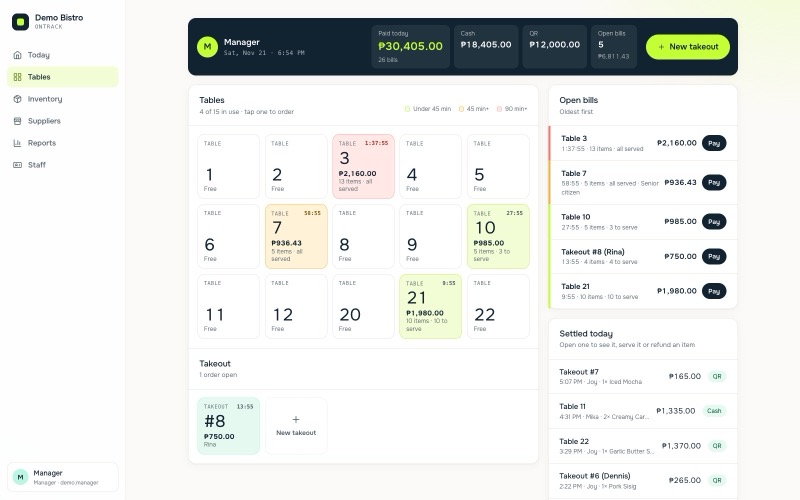 Demo Bistro
ONTRACK
Today
Tables
Inventory
Suppliers
Reports
Staff
M
Manager
Manager · demo.manager
M
Manager
Sat, Nov 21 · 6:54 PM
Paid today
₱30,405.00
26 bills
Cash
₱18,405.00
QR
₱12,000.00
Open bills
5
₱6,811.43
+ New takeout
Tables
4 of 15 in use · tap one to order
Under 45 min
45 min+
90 min+
TABLE
1
Free
TABLE
2
Free
TABLE 1:37:55
3
₱2,160.00
13 items · all
served
TABLE
4
Free
TABLE
5
Free
TABLE
6
Free
TABLE 58:55
7
₱936.43
5 items · all
served
TABLE
8
Free
TABLE
9
Free
TABLE 27:55
10
₱985.00
5 items · 3 to
serve
TABLE
11
Free
TABLE
12
Free
TABLE
20
Free
TABLE 9:55
21
₱1,980.00
10 items · 10 to
serve
TABLE
22
Free
Takeout
1 order open
TAKEOUT 13:55
#8
₱750.00
Rina
+
New takeout
Open bills
Oldest first
Table 3
1:37:55 · 13 items · all served
₱2,160.00
Pay
Table 7
58:55 · 5 items · all served · Senior
citizen
₱936.43
Pay
Table 10
27:55 · 5 items · 3 to serve
₱985.00
Pay
Takeout #8 (Rina)
13:55 · 4 items · 4 to serve
₱750.00
Pay
Table 21
9:55 · 10 items · 10 to serve
₱1,980.00
Pay
Settled today
Open one to see it, serve it or refund an item
Takeout #7
5:07 PM · Joy · 1× Iced Mocha
₱165.00
QR
Table 11
4:31 PM · Mika · 2× Creamy Car...
₱1,335.00
Cash
Table 22
3:29 PM · Joy · 1× Garlic Butter S...
₱1,370.00
QR
Takeout #6 (Dennis)
2:22 PM · Joy · 1× Pork Sisig
₱265.00
QR